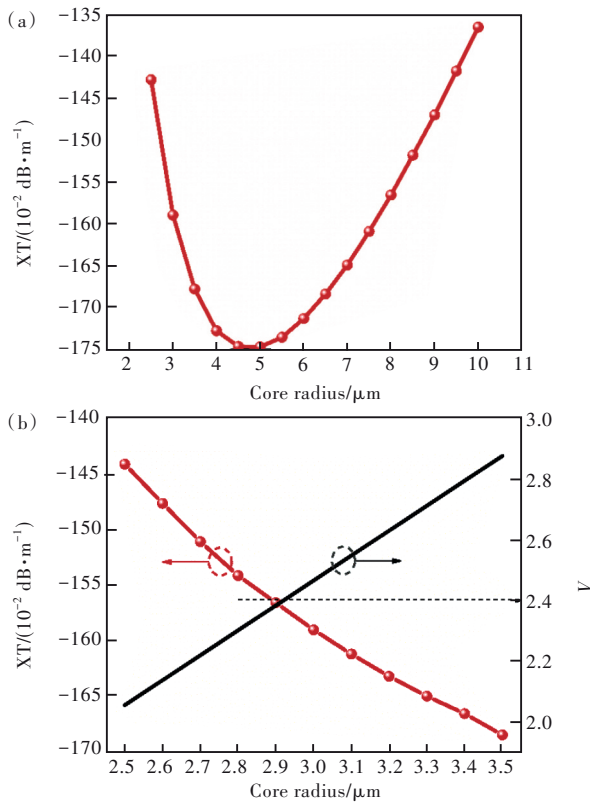 (a)
−135
−140
−145
−150
−155
−160
−165
−170
−175
XT/(10⁻² dB•m⁻¹)
2 3 4 5 6 7 8 9 10 11
Core radius/μm
(b)
−140
−145
−150
−155
−160
−165
−170
XT/(10⁻² dB•m⁻¹)
3.0
2.8
2.6
2.4
2.2
2.0
V
2.5 2.6 2.7 2.8 2.9 3.0 3.1 3.2 3.3 3.4 3.5
Core radius/μm